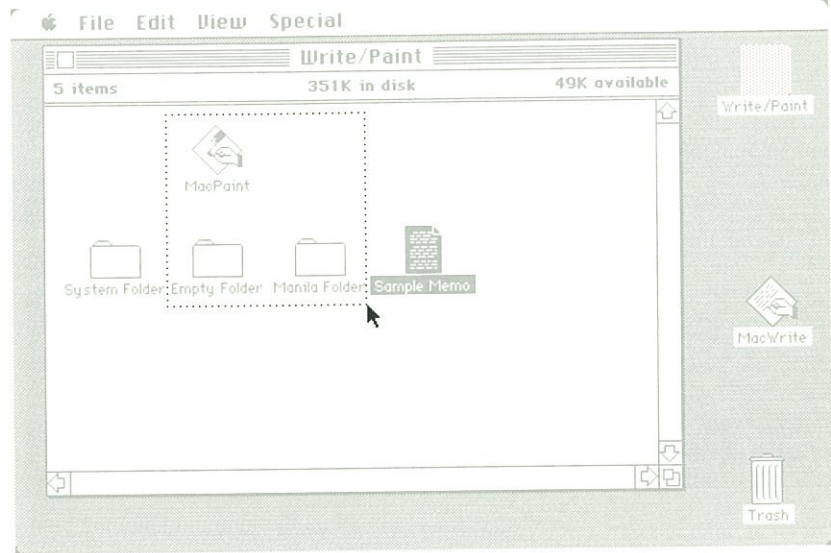 File Edit View Special
Write/Paint
5 items 351K in disk 49K available
Write/Paint
MacPaint
System Folder Empty Folder Manila Folder Sample Memo
MacWrite
Trash